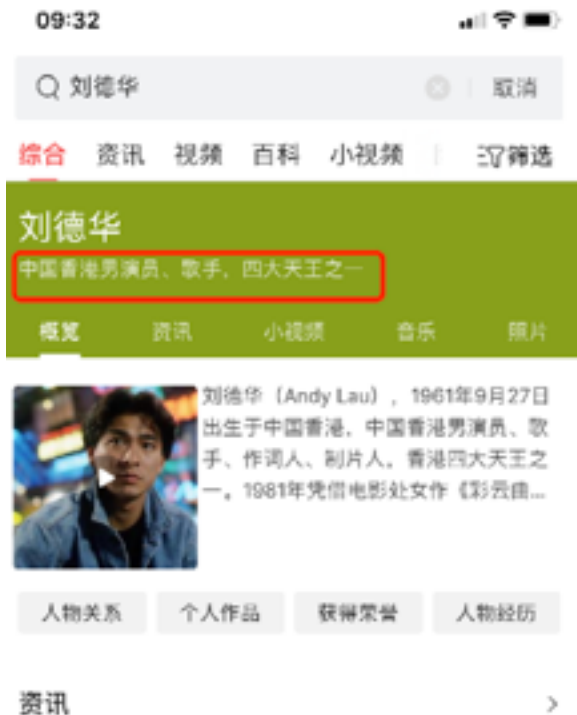 09:32
刘德华 取消
综合 资讯 视频 百科 小视频 筛选
刘德华
中国香港男演员、歌手，四大天王之一
概览 资讯 小视频 音乐 照片
刘德华（Andy Lau），1961年9月27日
出生于中国香港，中国香港男演员、歌
手、作词人、制片人，香港四大天王之
一。1981年凭借电影处女作《彩云曲...
人物关系 个人作品 获得荣誉 人物经历
资讯